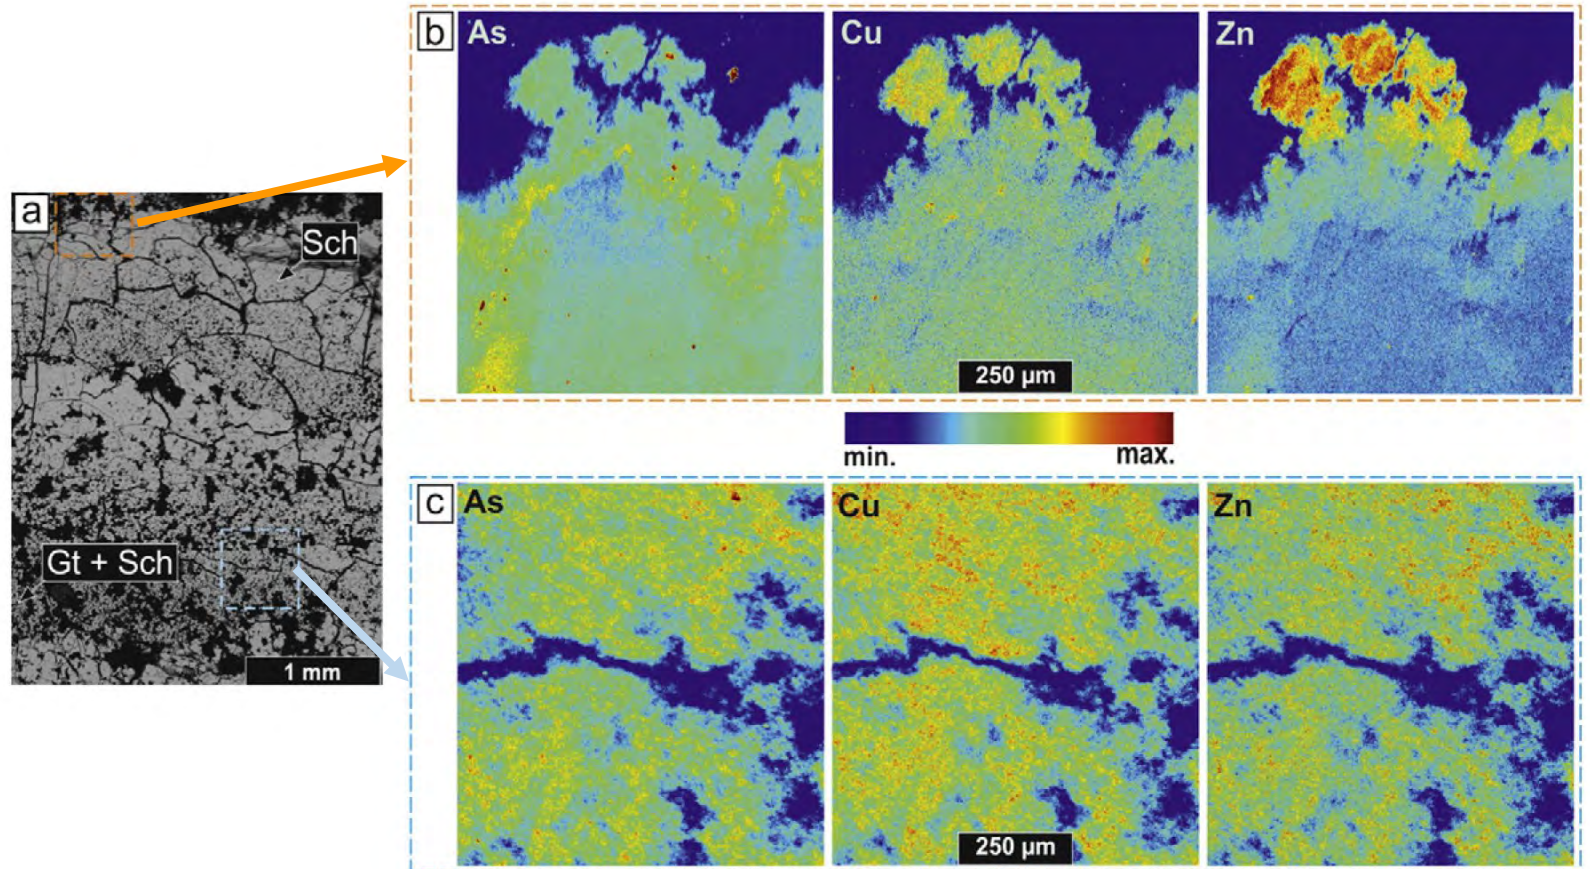 a
Sch
Gt + Sch
1 mm
b
As
Cu
Zn
250 µm
min.
max.
c
As
Cu
Zn
250 µm